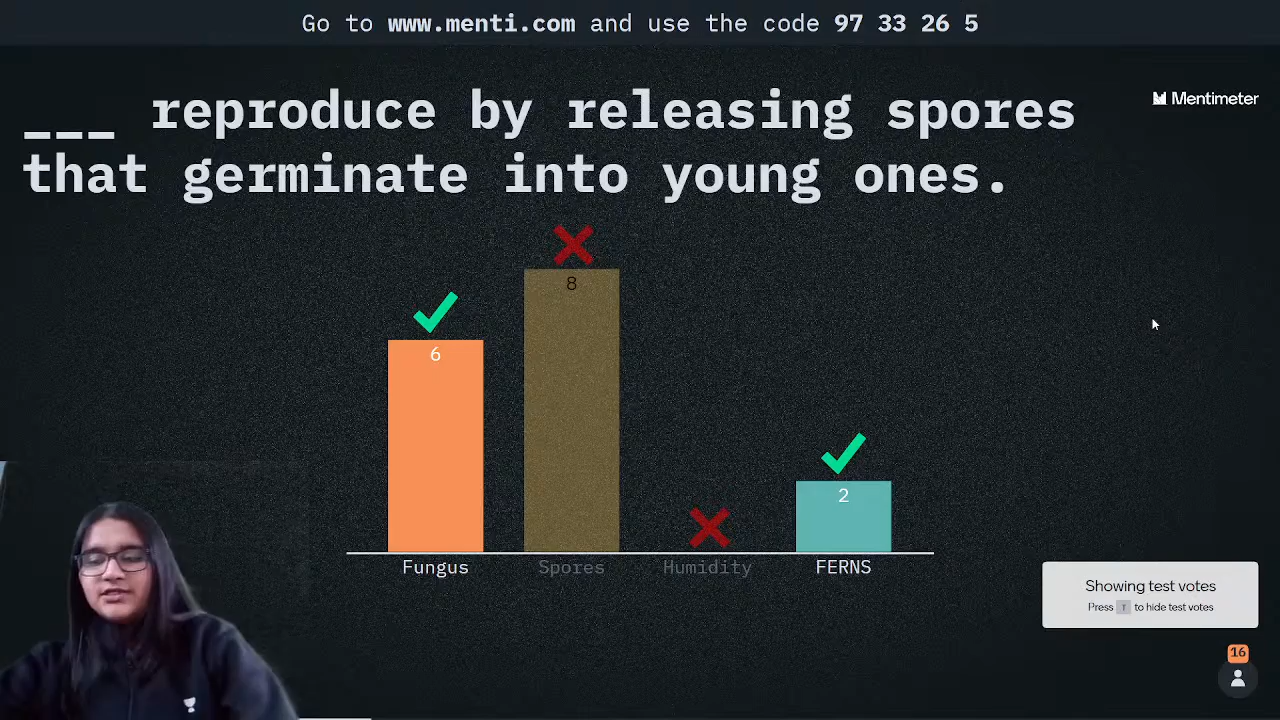 Go to www.menti.com and use the code 97 33 26 5
Mentimeter
___ reproduce by releasing spores
that germinate into young ones.
8
6
2
Fungus Spores Humidity FERNS
Showing test votes
Press T to hide test votes
16